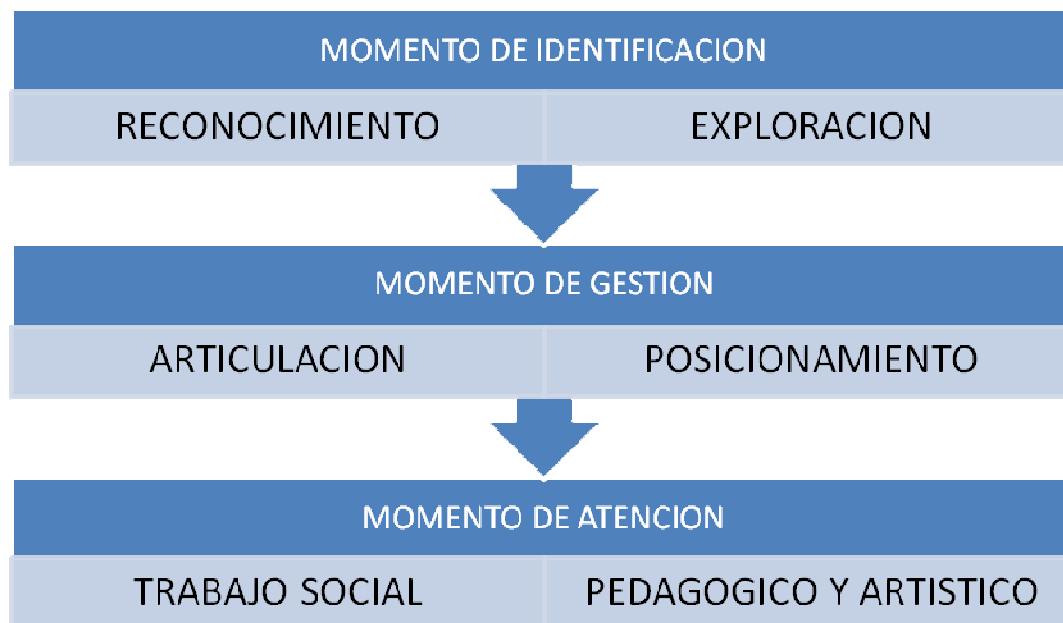 MOMENTO DE IDENTIFICACION
RECONOCIMIENTO EXPLORACION
MOMENTO DE GESTION
ARTICULACION POSICIONAMIENTO
MOMENTO DE ATENCION
TRABAJO SOCIAL PEDAGOGICO Y ARTISTICO